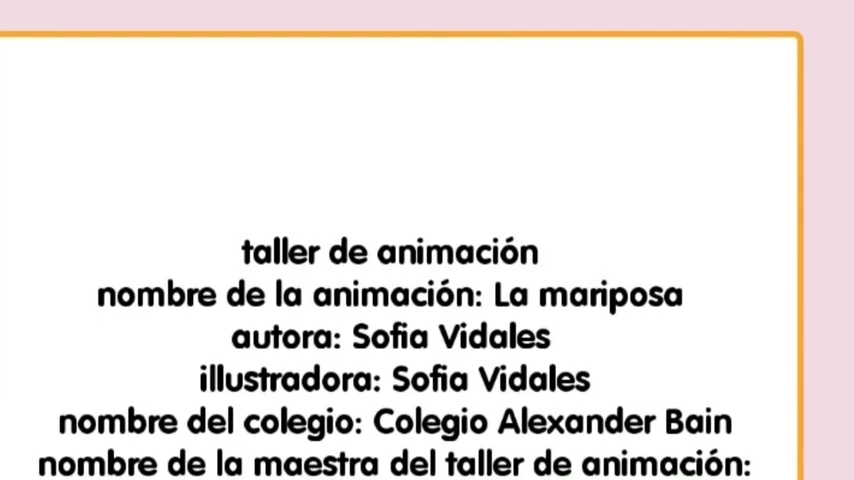 taller de animación
nombre de la animación: La mariposa
autora: Sofia Vidales
illustradora: Sofia Vidales
nombre del colegio: Colegio Alexander Bain
nombre de la maestra del taller de animación: